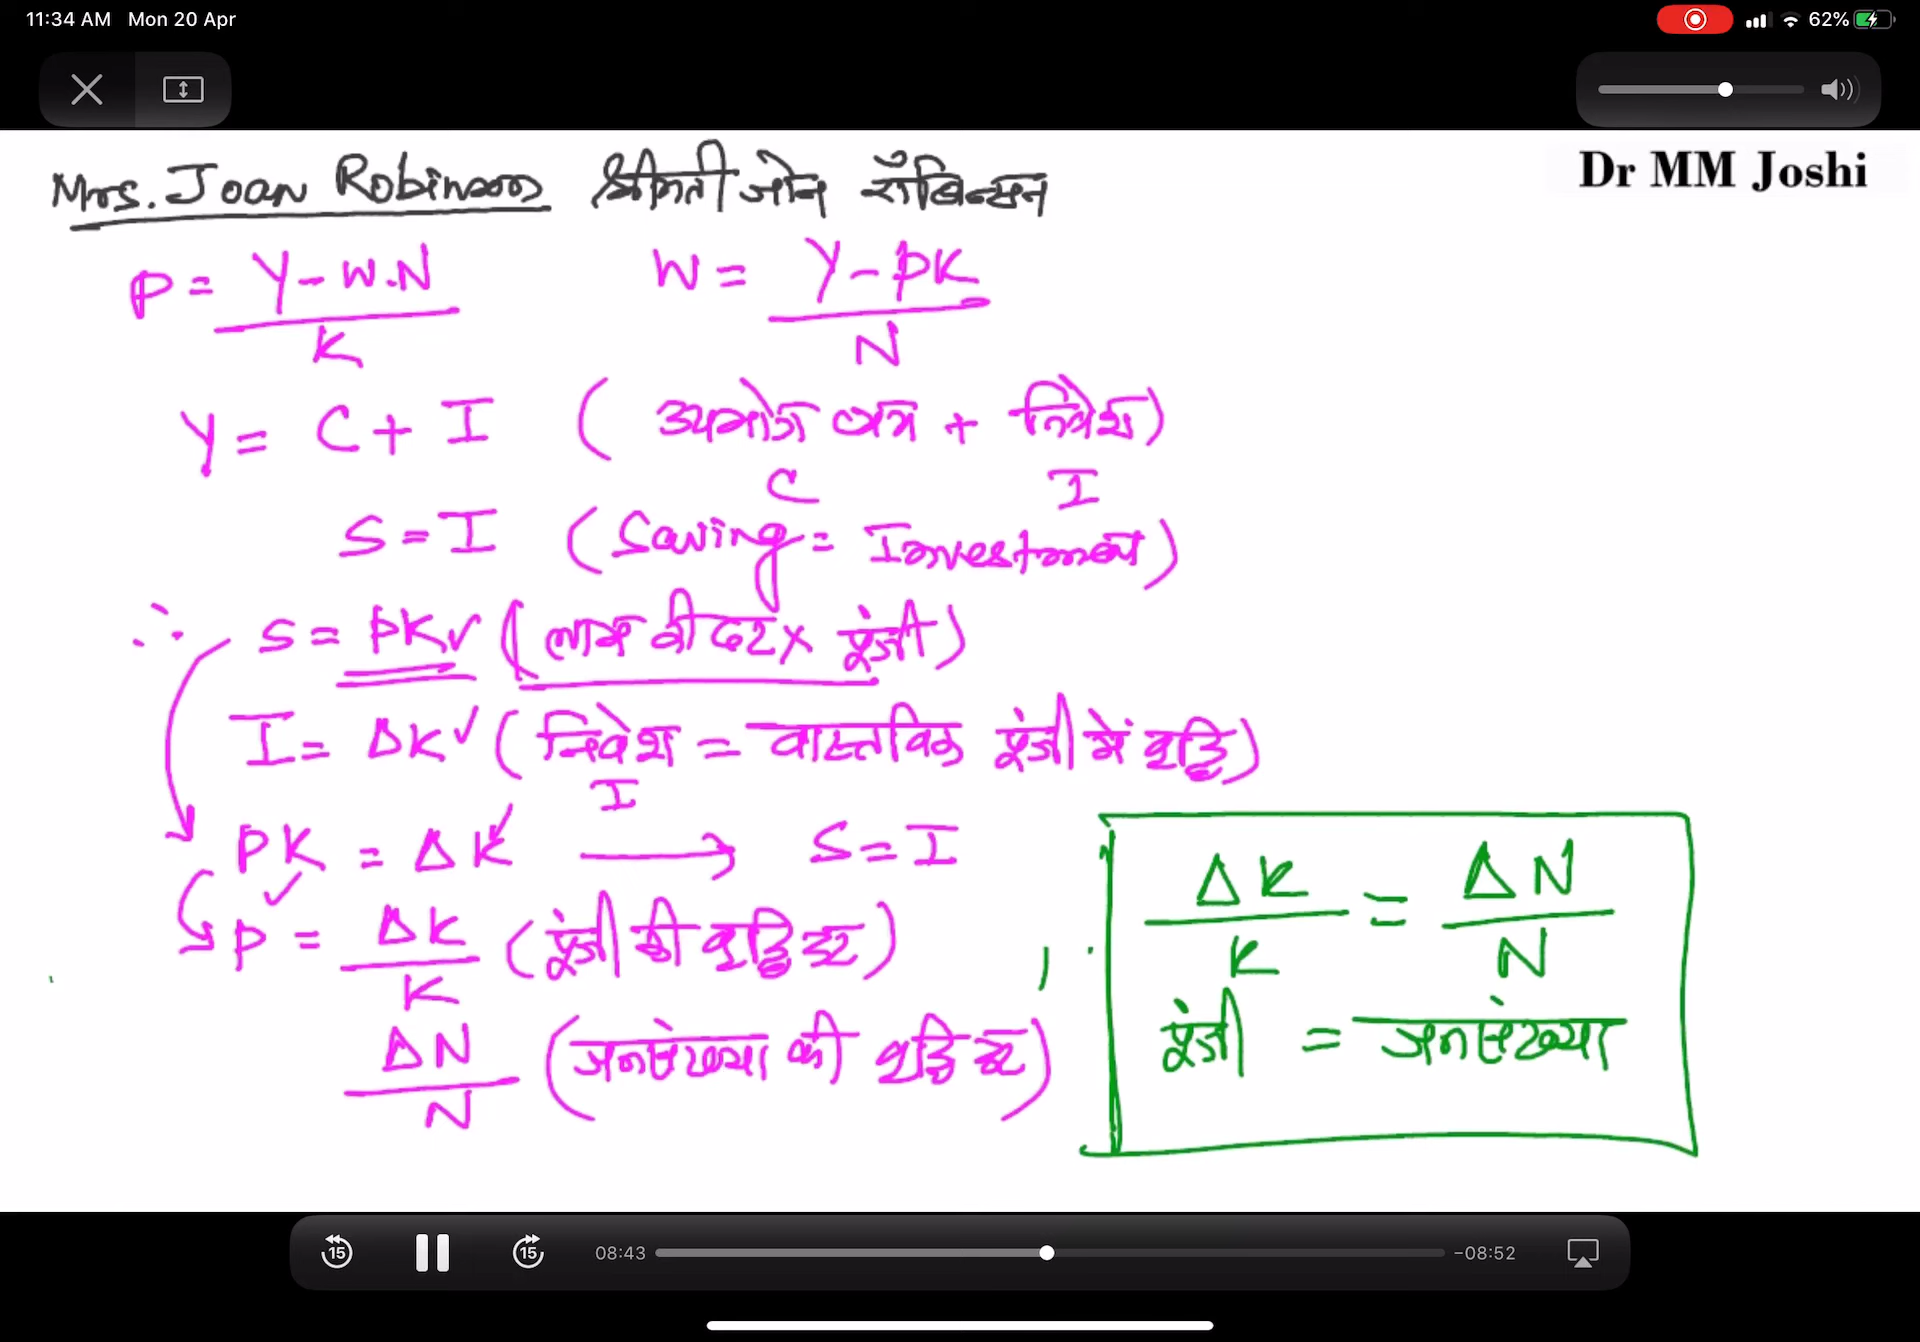 11:34 AM Mon 20 Apr
62%
Dr MM Joshi
Mrs. Joan Robinson श्रीमती जोन रॉबिन्सन
P = Y - W.N / K    W = Y - PK / N
Y = C + I ( उपभोग व्यय + निवेश )
C I
S = I ( Saving = Investment )
∴ S = PK ✓ ( लाभ की दर x पूंजी )
I = ΔK ✓ ( निवेश = वास्तविक पूंजी में वृद्धि )
I
PK = ΔK → S = I
✓
P = ΔK / K ( पूंजी की वृद्धि दर )
ΔN / N ( जनसंख्या की वृद्धि दर )
ΔK / K = ΔN / N
पूंजी = जनसंख्या
15 15 08:43 -08:52